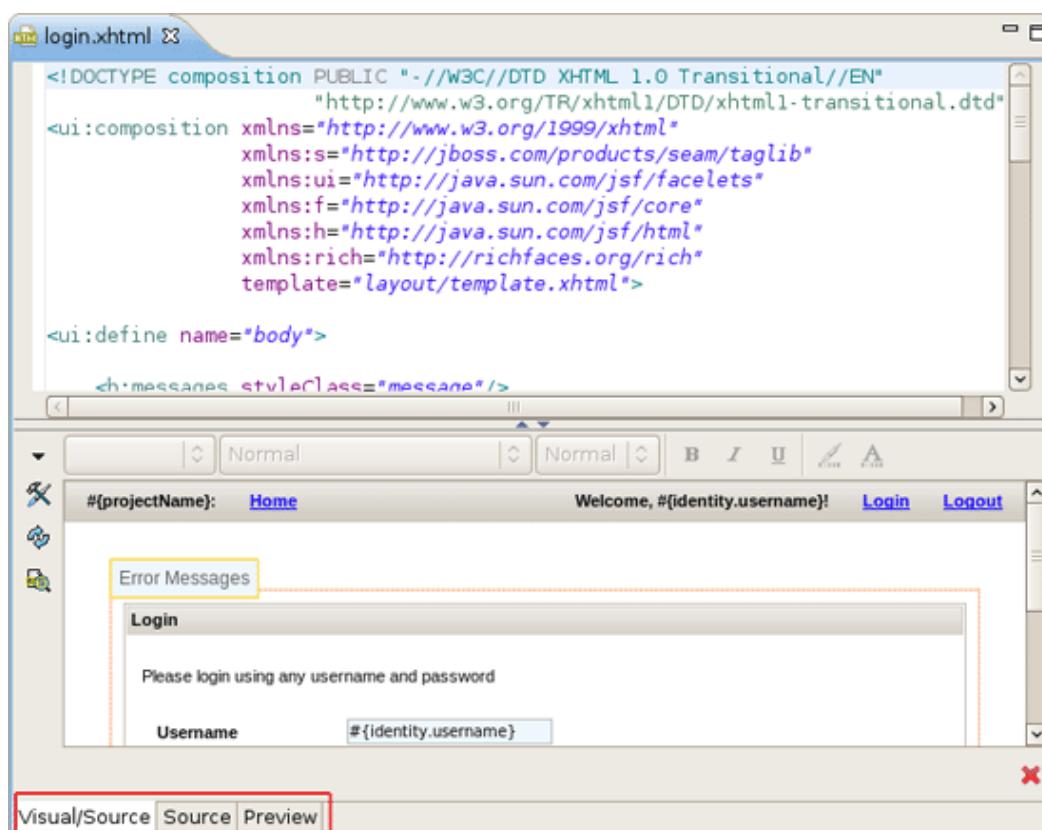 login.xhtml
<!DOCTYPE composition PUBLIC "-//W3C//DTD XHTML 1.0 Transitional//EN"
"http://www.w3.org/TR/xhtml1/DTD/xhtml1-transitional.dtd"
<ui:composition xmlns="http://www.w3.org/1999/xhtml"
xmlns:s="http://jboss.com/products/seam/taglib"
xmlns:ui="http://java.sun.com/jsf/facelets"
xmlns:f="http://java.sun.com/jsf/core"
xmlns:h="http://java.sun.com/jsf/html"
xmlns:rich="http://richfaces.org/rich"
template="layout/template.xhtml">
<ui:define name="body">
<h:messages styleClass="message"/>
Normal Normal B I U A
#{projectName}: Home Welcome, #{identity.username}! Login Logout
Error Messages
Login
Please login using any username and password
Username #{identity.username}
Visual/Source Source Preview